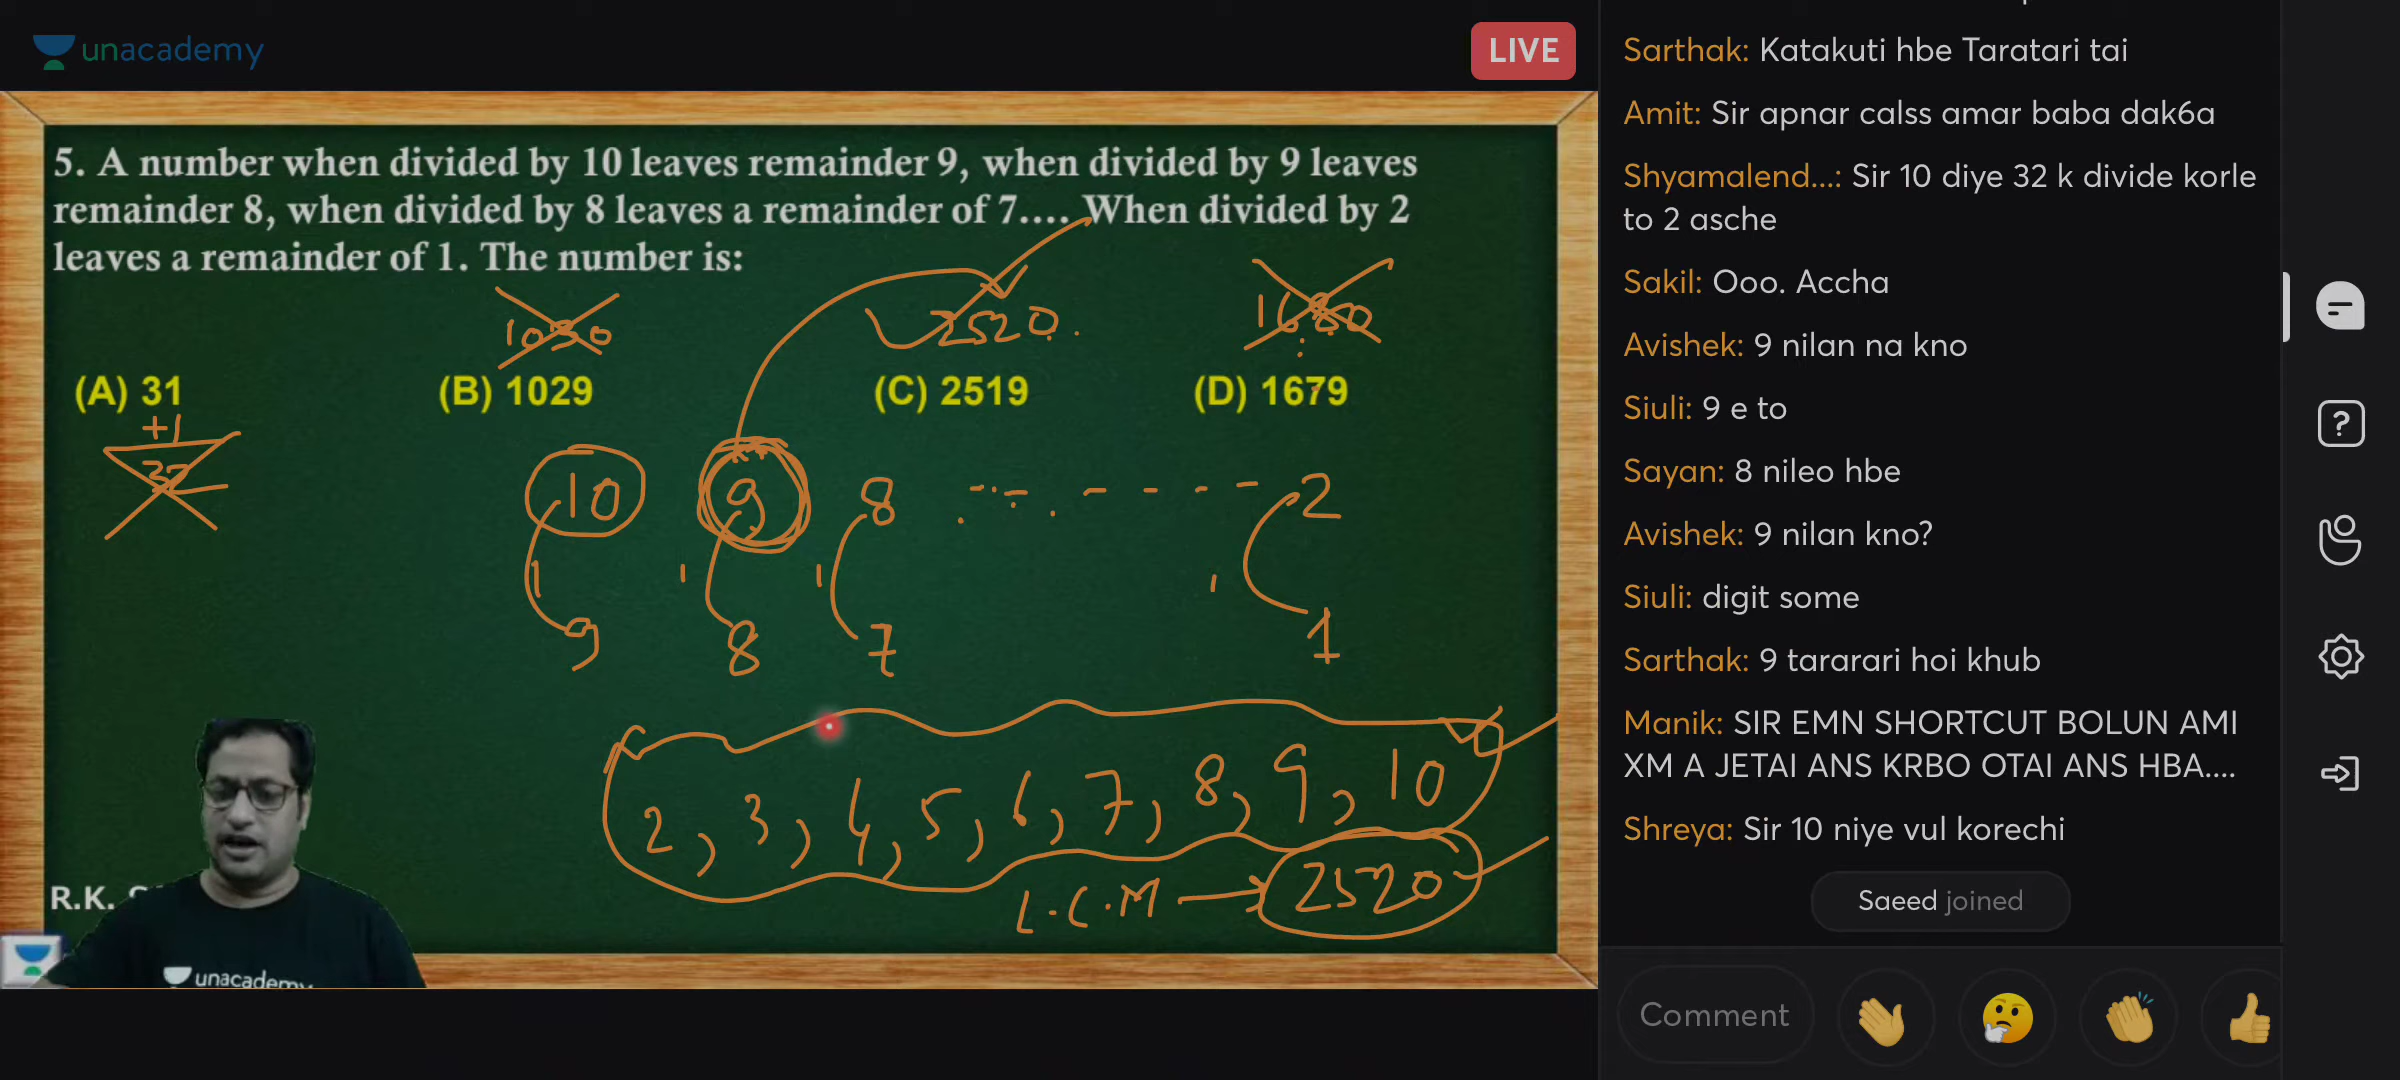 unacademy
LIVE
5. A number when divided by 10 leaves remainder 9, when divided by 9 leaves
remainder 8, when divided by 8 leaves a remainder of 7.... When divided by 2
leaves a remainder of 1. The number is:
2520.
1680
(A) 31
(B) 1029
(C) 2519
(D) 1679
+1
32
10 9 8 2
1 1 1 1
9 8 7 1
2, 3, 4, 5, 6, 7, 8, 9, 10
L.C.M → 2520
R.K.
unacademy
Sarthak: Katakuti hbe Taratari tai
Amit: Sir apnar calss amar baba dak6a
Shyamalend...: Sir 10 diye 32 k divide korle
to 2 asche
Sakil: Ooo. Accha
Avishek: 9 nilan na kno
Siuli: 9 e to
Sayan: 8 nileo hbe
Avishek: 9 nilan kno?
Siuli: digit some
Sarthak: 9 tararari hoi khub
Manik: SIR EMN SHORTCUT BOLUN AMI
XM A JETAI ANS KRBO OTAI ANS HBA....
Shreya: Sir 10 niye vul korechi
Saeed joined
Comment